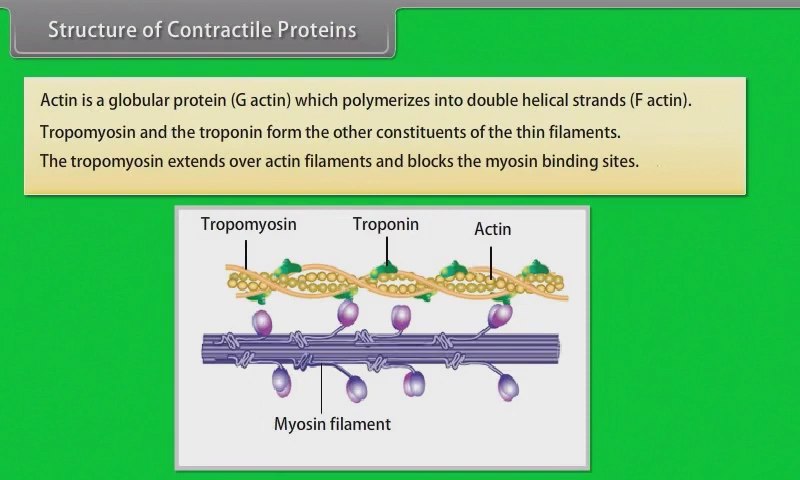 Structure of Contractile Proteins
Actin is a globular protein (G actin) which polymerizes into double helical strands (F actin).
Tropomyosin and the troponin form the other constituents of the thin filaments.
The tropomyosin extends over actin filaments and blocks the myosin binding sites.
Tropomyosin
Troponin
Actin
Myosin filament